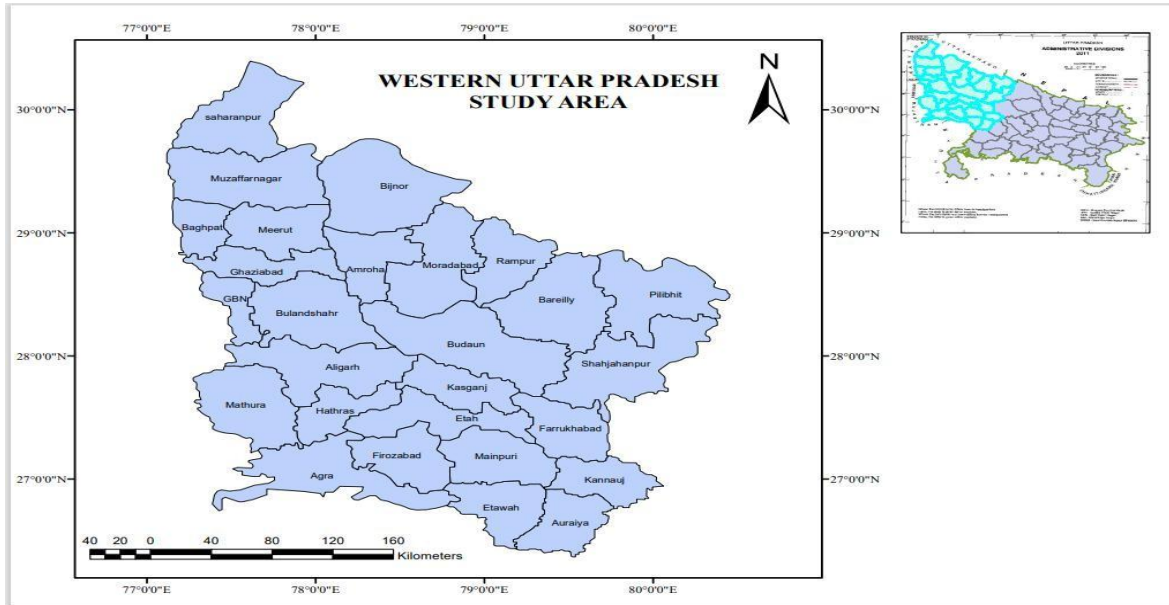 77°0'0"E 78°0'0"E 79°0'0"E 80°0'0"E
WESTERN UTTAR PRADESH
STUDY AREA
N
30°0'0"N
30°0'0"N
29°0'0"N
29°0'0"N
28°0'0"N
28°0'0"N
27°0'0"N
27°0'0"N
saharanpur
Muzaffarnagar
Bijnor
Baghpat
Meerut
Ghaziabad
Amroha
Moradabad
Rampur
GBN
Bulandshahr
Bareilly
Pilibhit
Budaun
Shahjahanpur
Aligarh
Kasganj
Mathura
Hathras
Etah
Farrukhabad
Firozabad
Mainpuri
Agra
Kannauj
Etawah
Auraiya
40 20 0 40 80 120 160
Kilometers
77°0'0"E 78°0'0"E 79°0'0"E 80°0'0"E
UTTAR PRADESH
ADMINISTRATIVE DIVISIONS
2011